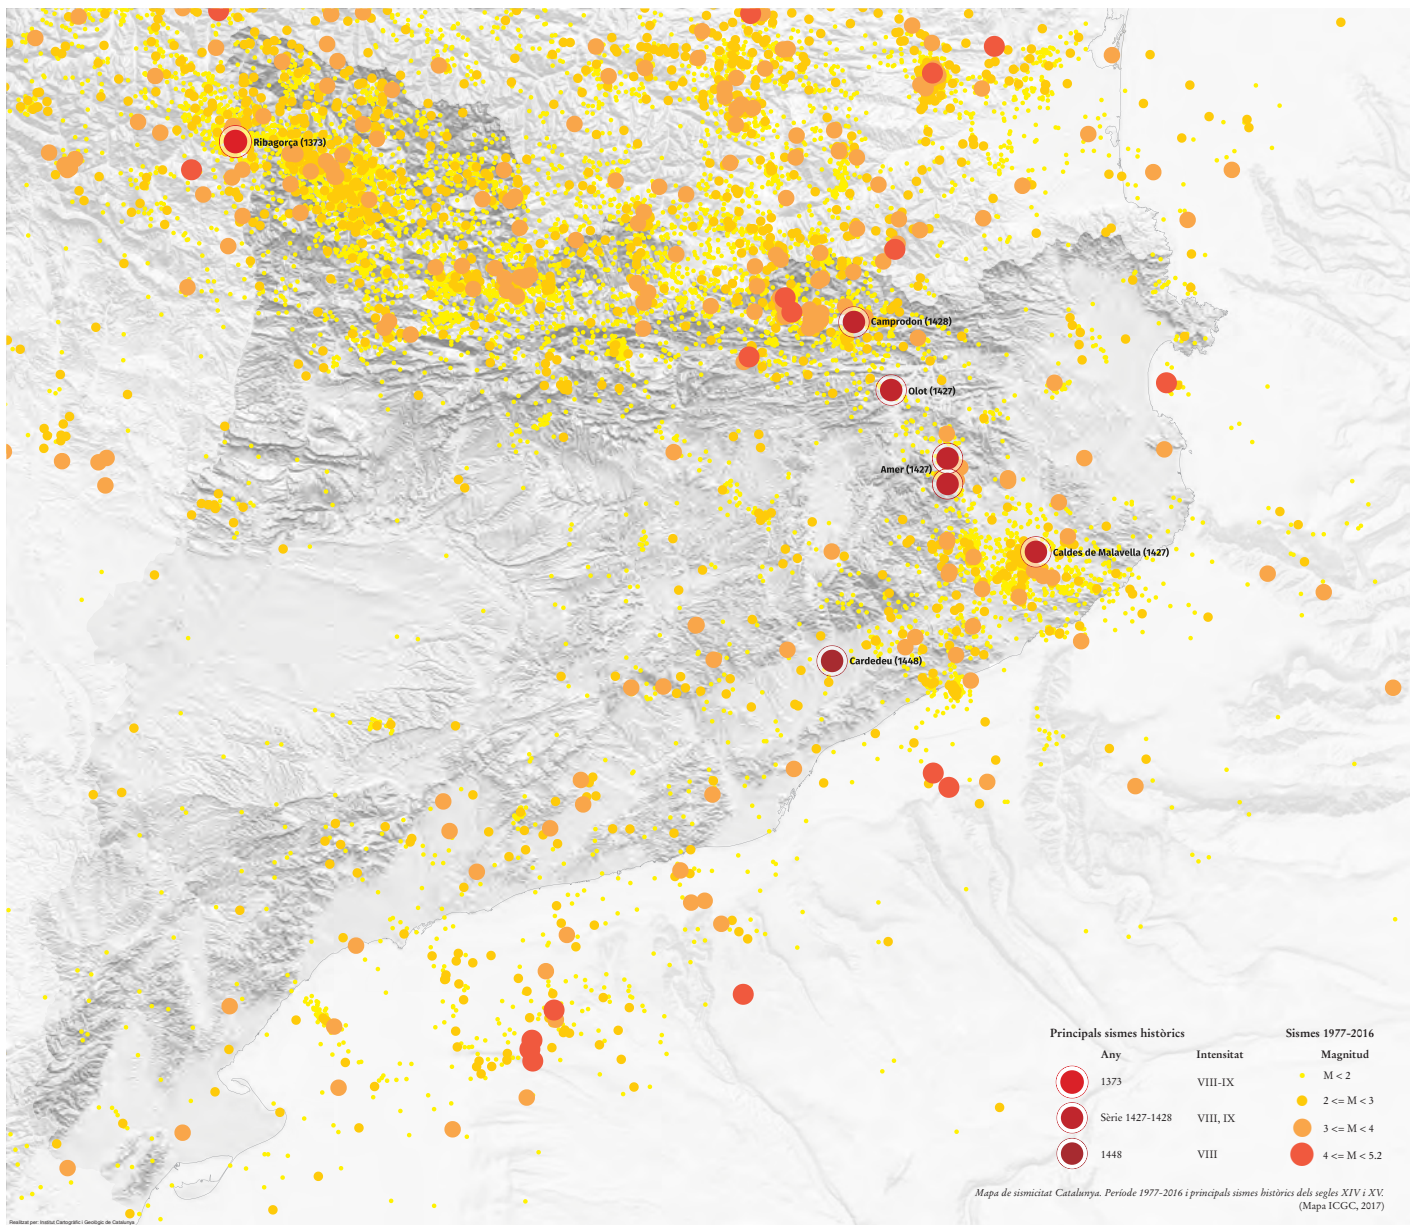 Ribagorça (1373)
Camprodon (1428)
Olot (1427)
Amer (1427)
Caldes de Malavella (1427)
Cardedeu (1448)
Principals sismes històrics
Any Intensitat
1373 VIII-IX
Sèrie 1427-1428 VIII, IX
1448 VIII
Sismes 1977-2016
Magnitud
M < 2
2 <= M < 3
3 <= M < 4
4 <= M < 5.2
Mapa de sismicitat Catalunya. Període 1977-2016 i principals sismes històrics dels segles XIV i XV.
(Mapa ICGC, 2017)
Realitzat per: Institut Cartogràfic i Geològic de Catalunya